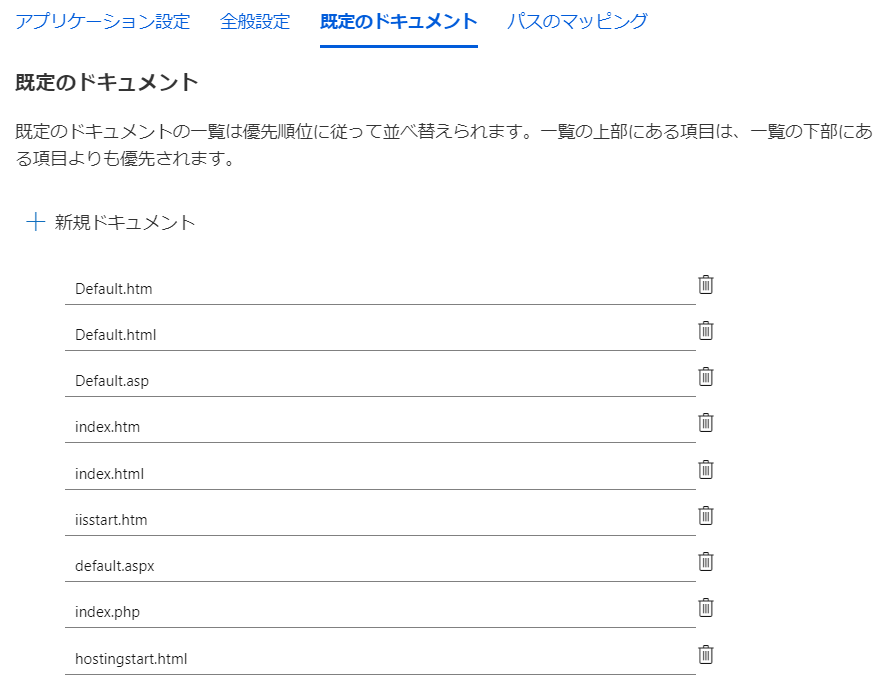 アプリケーション設定 全般設定 既定のドキュメント パスのマッピング
既定のドキュメント
既定のドキュメントの一覧は優先順位に従って並べ替えられます。一覧の上部にある項目は、一覧の下部にあ
る項目よりも優先されます。
新規ドキュメント
Default.htm
Default.html
Default.asp
index.htm
index.html
iisstart.htm
default.aspx
index.php
hostingstart.html